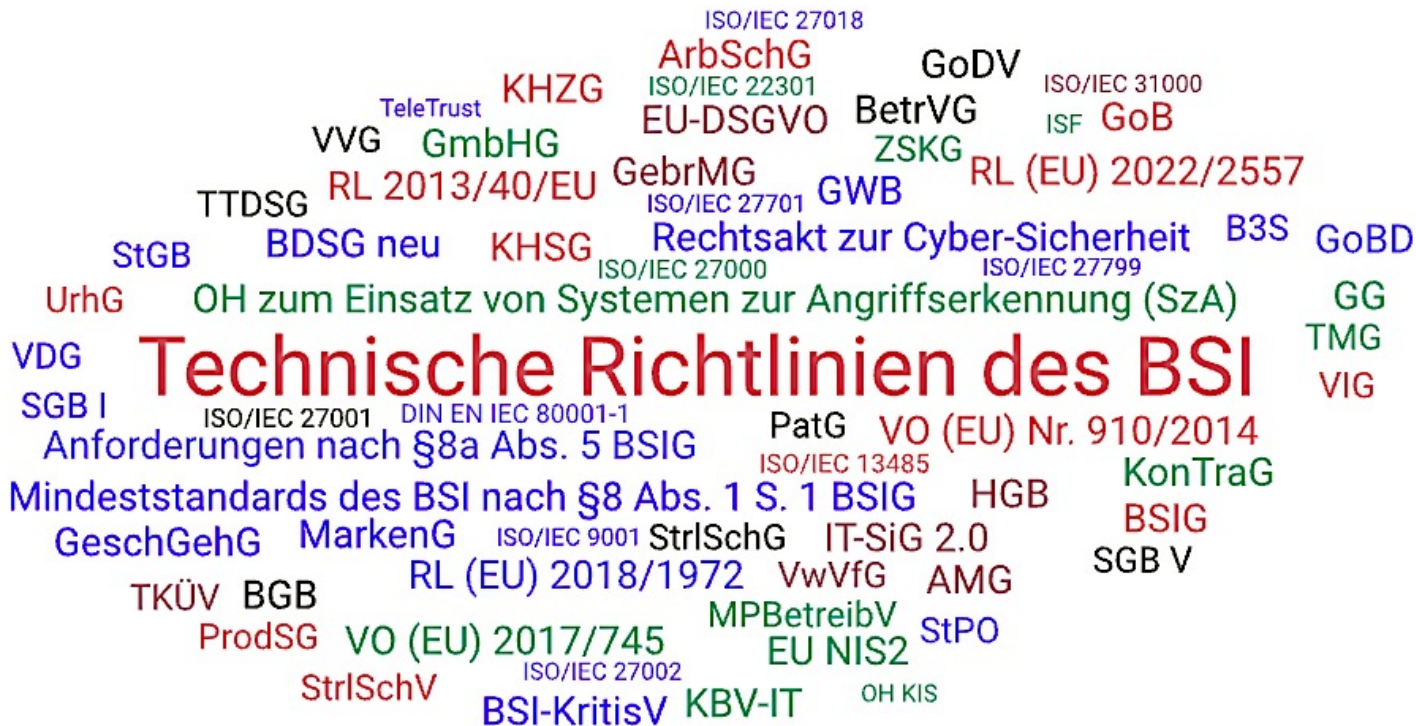 ISO/IEC 27018
ArbSchG
GoDV
KHZG
ISO/IEC 22301
ISO/IEC 31000
TeleTrust
EU-DSGVO
BetrVG
ISF
GoB
VVG
GmbHG
ZSKG
RL 2013/40/EU
GebrMG
GWB
RL (EU) 2022/2557
TTDSG
ISO/IEC 27701
StGB
BDSG neu
KHSG
Rechtsakt zur Cyber-Sicherheit
B3S
GoBD
ISO/IEC 27000
ISO/IEC 27799
UrhG
OH zum Einsatz von Systemen zur Angriffserkennung (SzA)
GG
TMG
VDG
Technische Richtlinien des BSI
VIG
SGB I
ISO/IEC 27001
DIN EN IEC 80001-1
PatG
VO (EU) Nr. 910/2014
Anforderungen nach §8a Abs. 5 BSIG
ISO/IEC 13485
KonTraG
Mindeststandards des BSI nach §8 Abs. 1 S. 1 BSIG
HGB
BSIG
GeschGehG
MarkenG
ISO/IEC 9001
StrlSchG
IT-SiG 2.0
SGB V
RL (EU) 2018/1972
VwVfG
AMG
TKÜV
BGB
MPBetreibV
StPO
ProdSG
VO (EU) 2017/745
EU NIS2
ISO/IEC 27002
StrlSchV
BSI-KritisV
KBV-IT
OH KIS